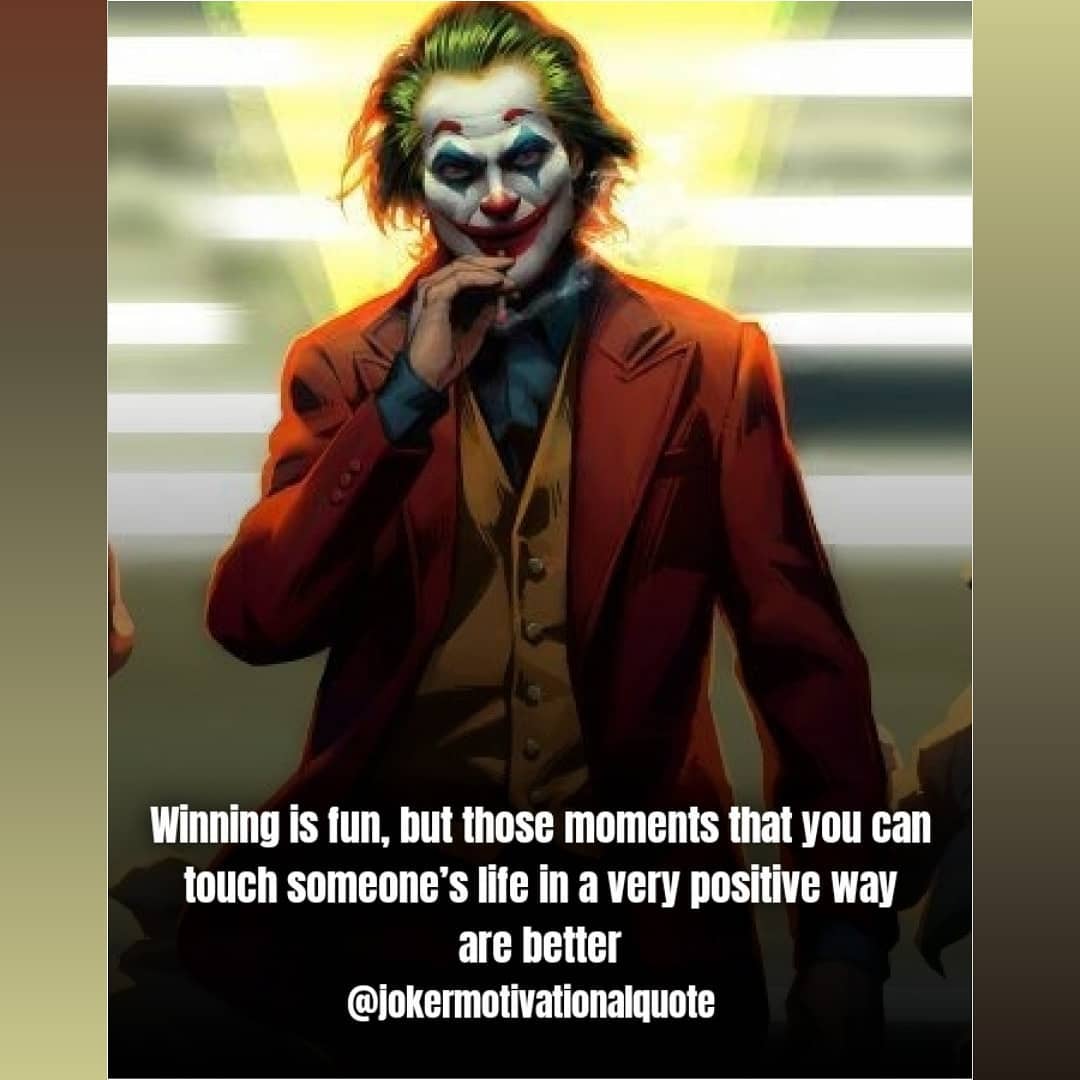 Winning is fun, but those moments that you can
touch someone’s life in a very positive way
are better
@jokermotivationalquote